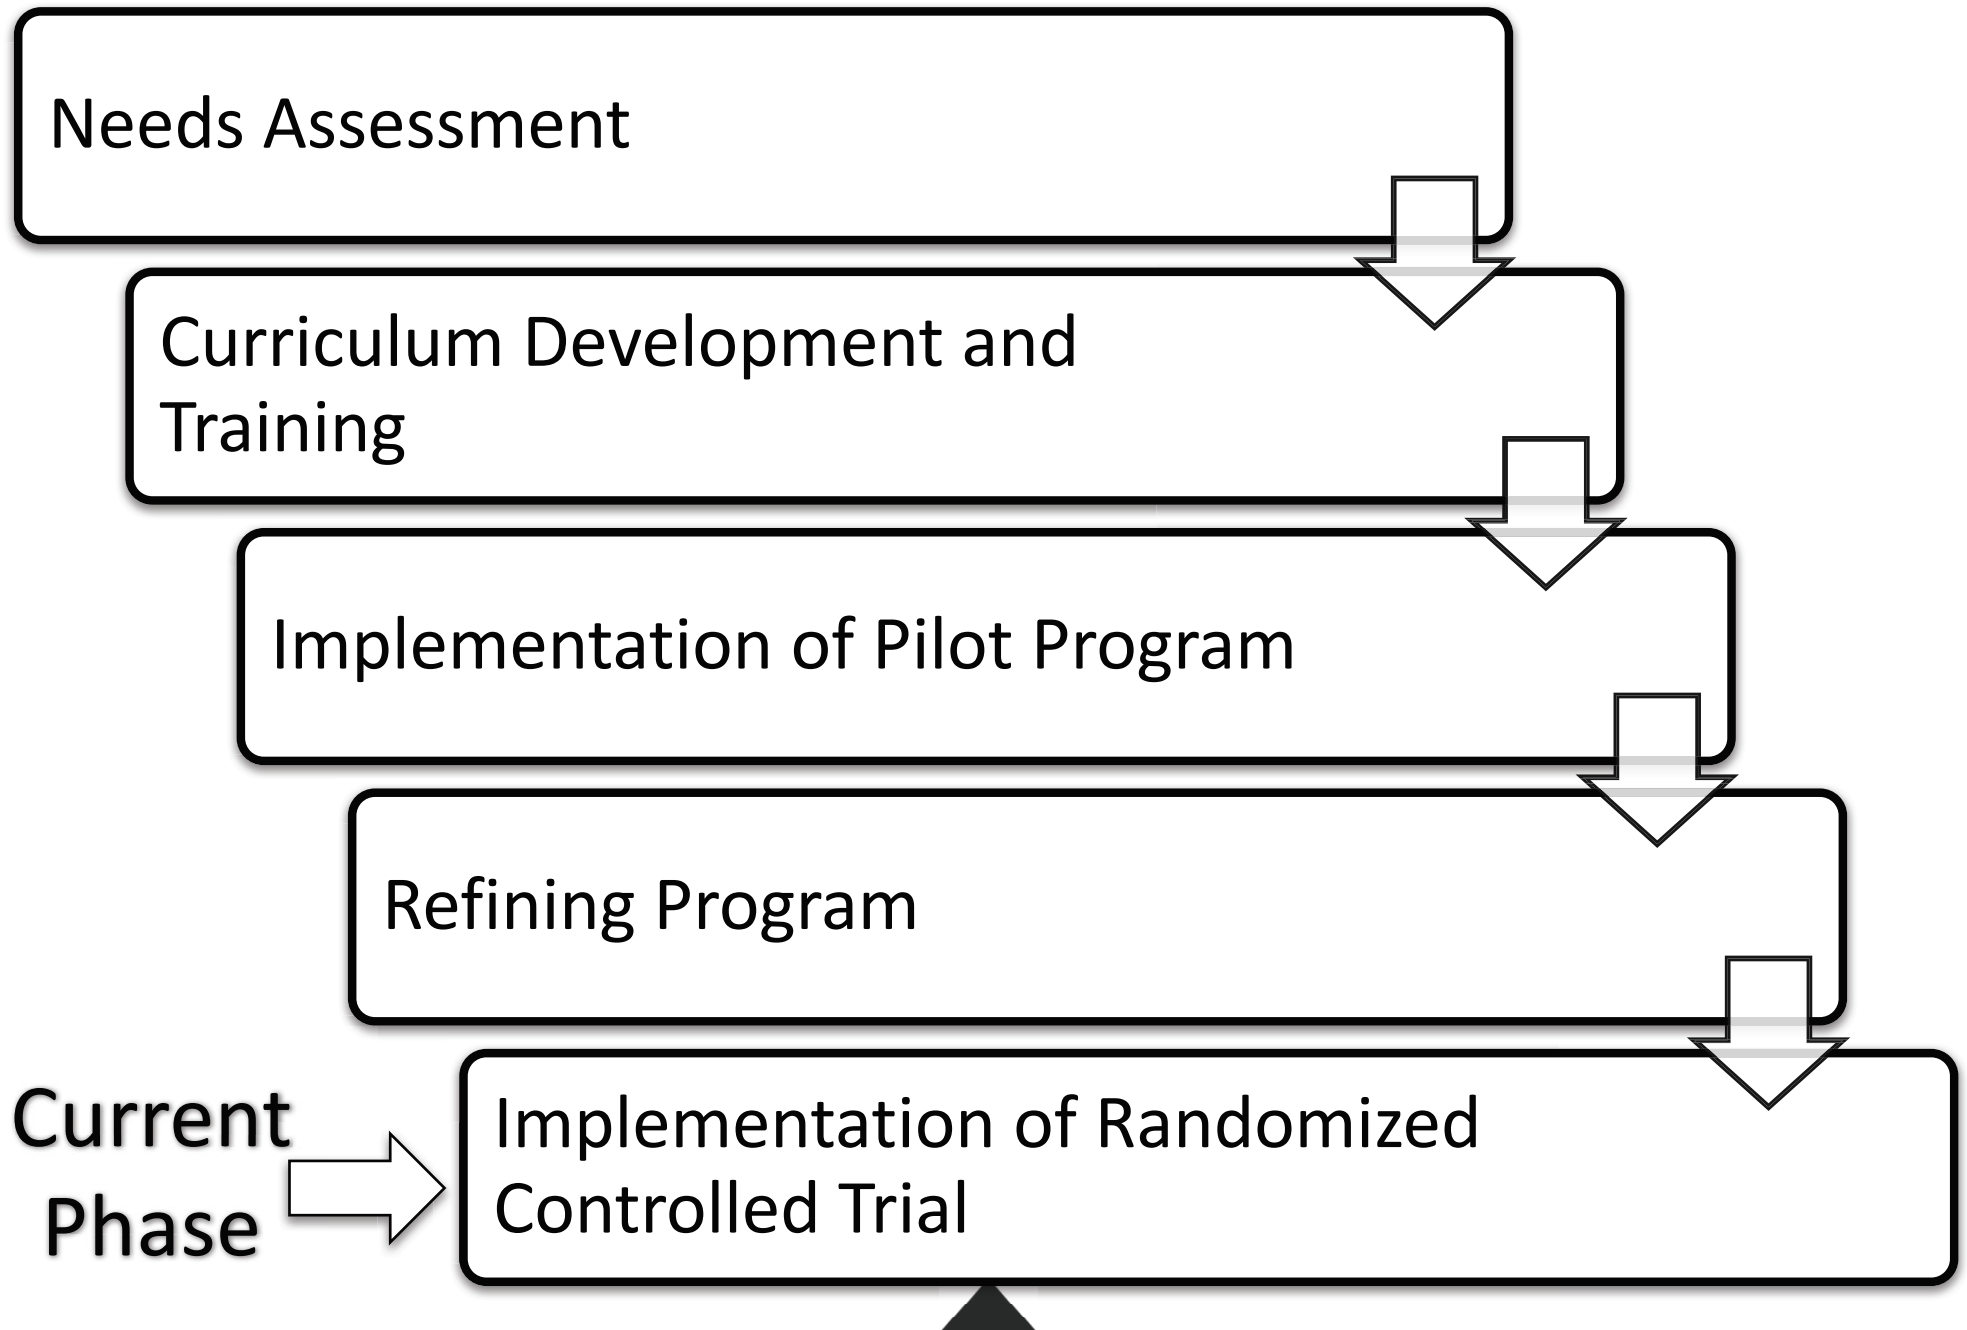 Needs Assessment
Curriculum Development and
Training
Implementation of Pilot Program
Refining Program
Current
Phase
Implementation of Randomized
Controlled Trial